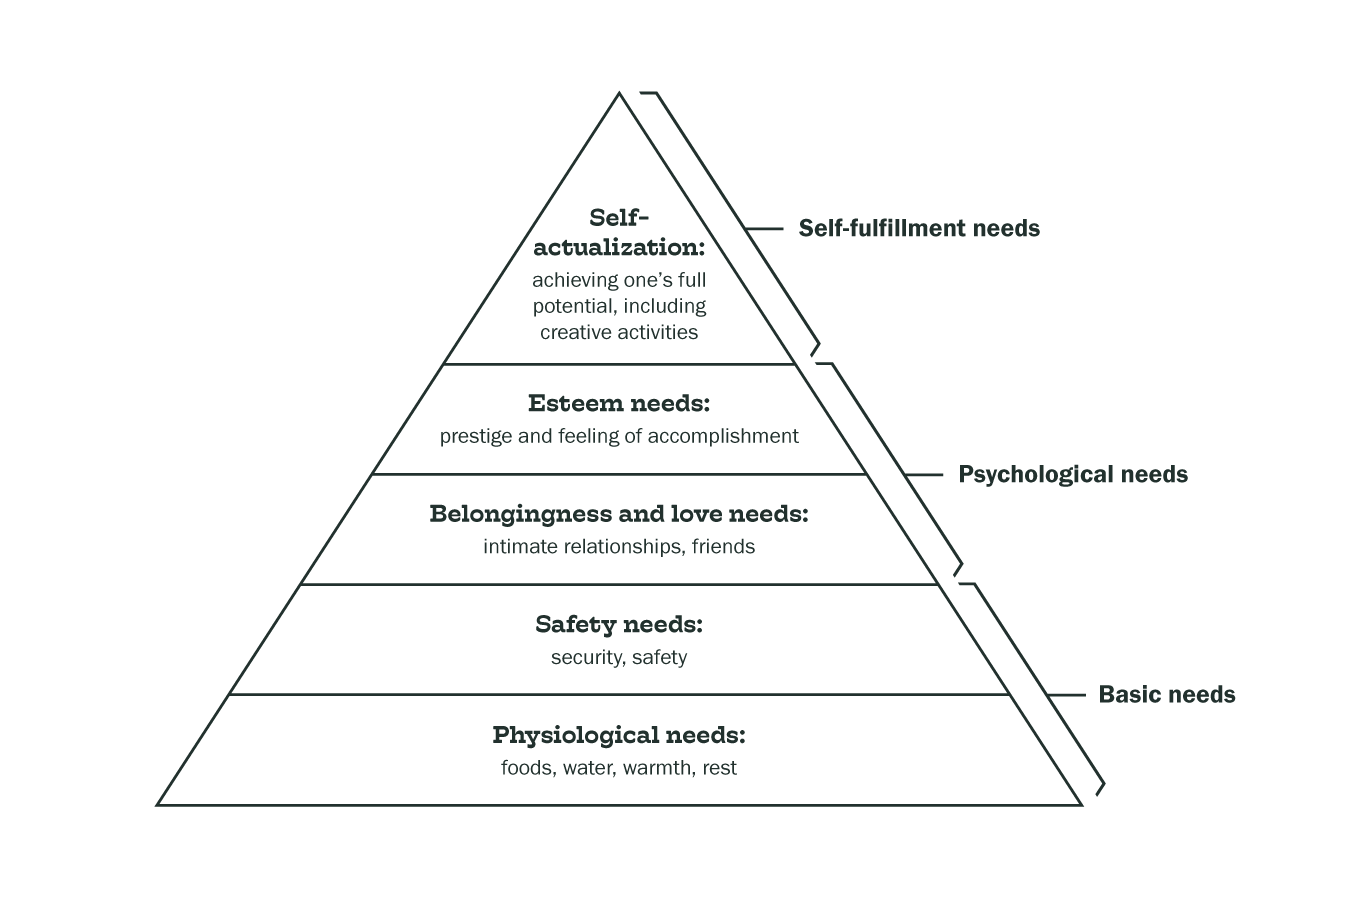 Self-
actualization:
achieving one’s full
potential, including
creative activities
Self-fulfillment needs
Esteem needs:
prestige and feeling of accomplishment
Psychological needs
Belongingness and love needs:
intimate relationships, friends
Safety needs:
security, safety
Basic needs
Physiological needs:
foods, water, warmth, rest